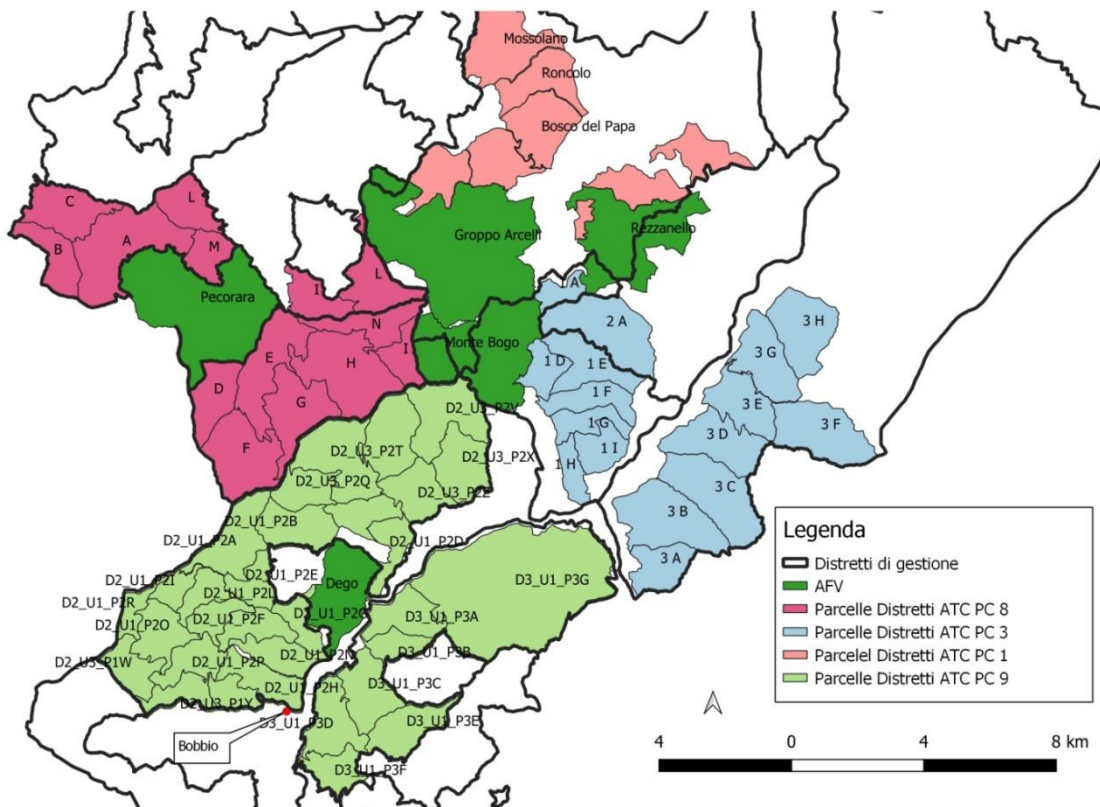 Mossolano
Roncolo
Bosco del Papa
C
L
B
A
M
Groppo Arcelli
Rezzanello
Pecorara
I
L
A
N
2 A
3 H
E
H
I
Monte Bogo
1 D
1 E
3 G
D
G
1 F
3 E
F
D2_U3_P2V
1 G
3 F
D2_U3_P2T
D2_U3_P2X
1 H
1 I
3 D
D2_U3_P2Q
D2_U3_P2Z
3 C
D2_U1_P2B
3 B
D2_U1_P2A
D2_U1_P2D
3 A
D2_U1_P2I
D2_U1_P2E
Dego
D3_U1_P3G
D2_U1_P2R
D2_U1_P2L
D2_U1_P2O
D2_U1_P2F
D3_U1_P3A
D2_U3_P1W
D2_U1_P2P
D2_U1_P2N
D3_U1_P3B
D2_U1_P2H
D3_U1_P3C
D2_U3_P1Y
D3_U1_P3D
D3_U1_P3E
Bobbio
D3_U1_P3F
Legenda
Distretti di gestione
AFV
Parcelle Distretti ATC PC 8
Parcelle Distretti ATC PC 3
Parcelel Distretti ATC PC 1
Parcelle Distretti ATC PC 9
4 0 4 8 km